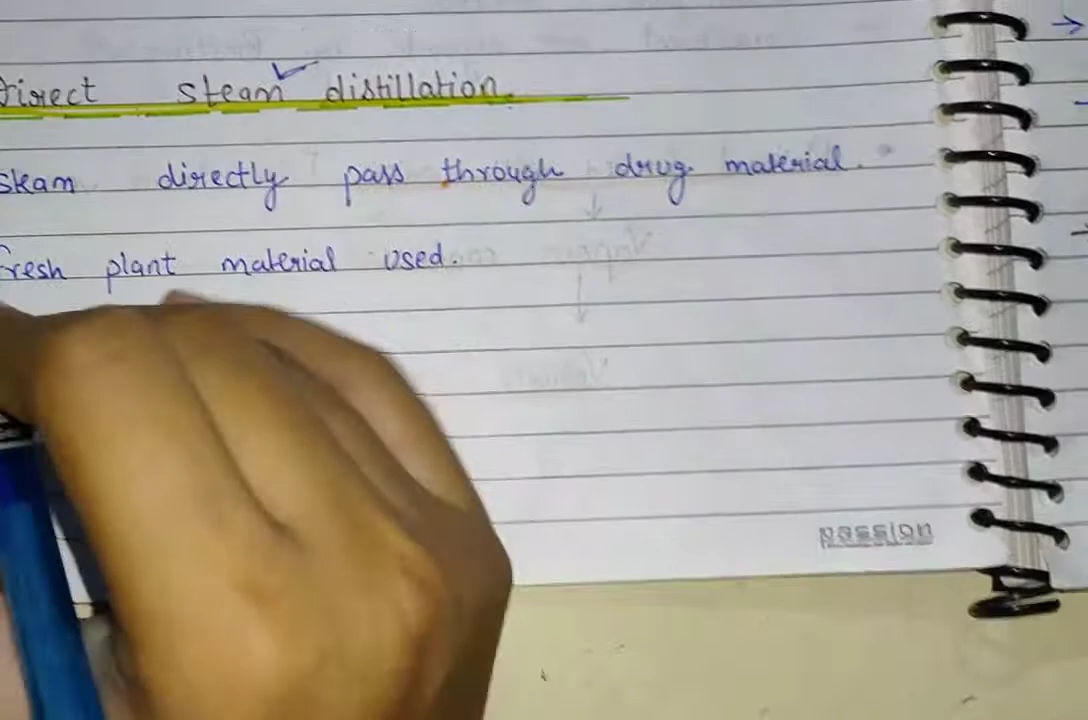 Direct steam distillation.
steam directly pass through drug material.
fresh plant material used.
passion